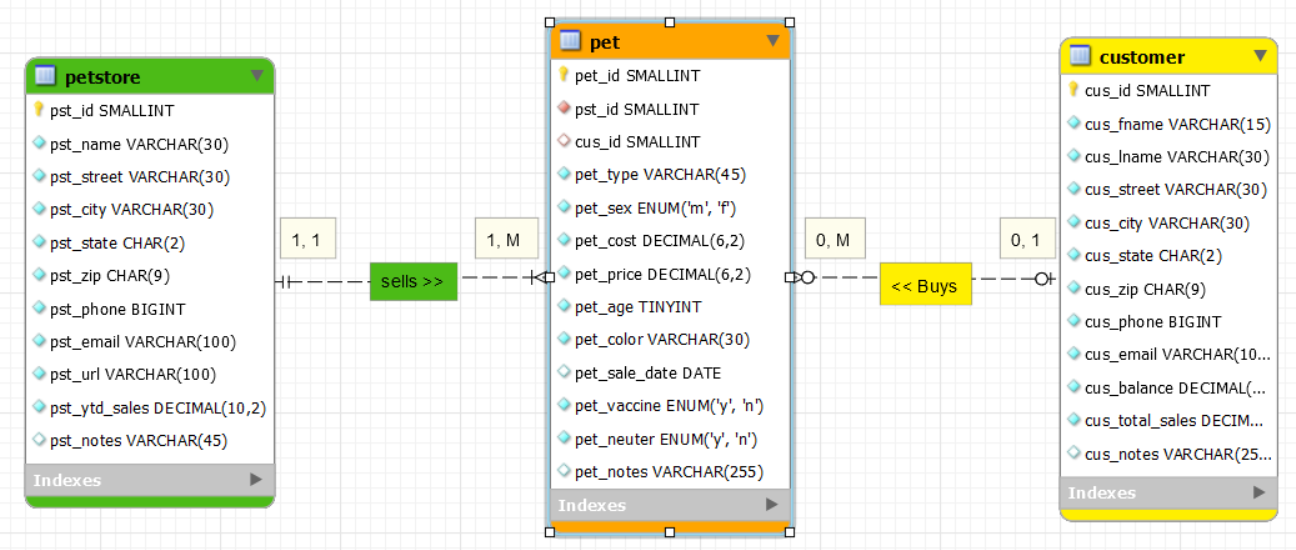 petstore
pst_id SMALLINT
pst_name VARCHAR(30)
pst_street VARCHAR(30)
pst_city VARCHAR(30)
pst_state CHAR(2)
pst_zip CHAR(9)
pst_phone BIGINT
pst_email VARCHAR(100)
pst_url VARCHAR(100)
pst_ytd_sales DECIMAL(10,2)
pst_notes VARCHAR(45)
Indexes
1, 1
sells >>
1, M
pet
pet_id SMALLINT
pst_id SMALLINT
cus_id SMALLINT
pet_type VARCHAR(45)
pet_sex ENUM('m', 'f')
pet_cost DECIMAL(6,2)
pet_price DECIMAL(6,2)
pet_age TINYINT
pet_color VARCHAR(30)
pet_sale_date DATE
pet_vaccine ENUM('y', 'n')
pet_neuter ENUM('y', 'n')
pet_notes VARCHAR(255)
Indexes
0, M
<< Buys
0, 1
customer
cus_id SMALLINT
cus_fname VARCHAR(15)
cus_lname VARCHAR(30)
cus_street VARCHAR(30)
cus_city VARCHAR(30)
cus_state CHAR(2)
cus_zip CHAR(9)
cus_phone BIGINT
cus_email VARCHAR(10...
cus_balance DECIMAL(...
cus_total_sales DECIM...
cus_notes VARCHAR(25...
Indexes